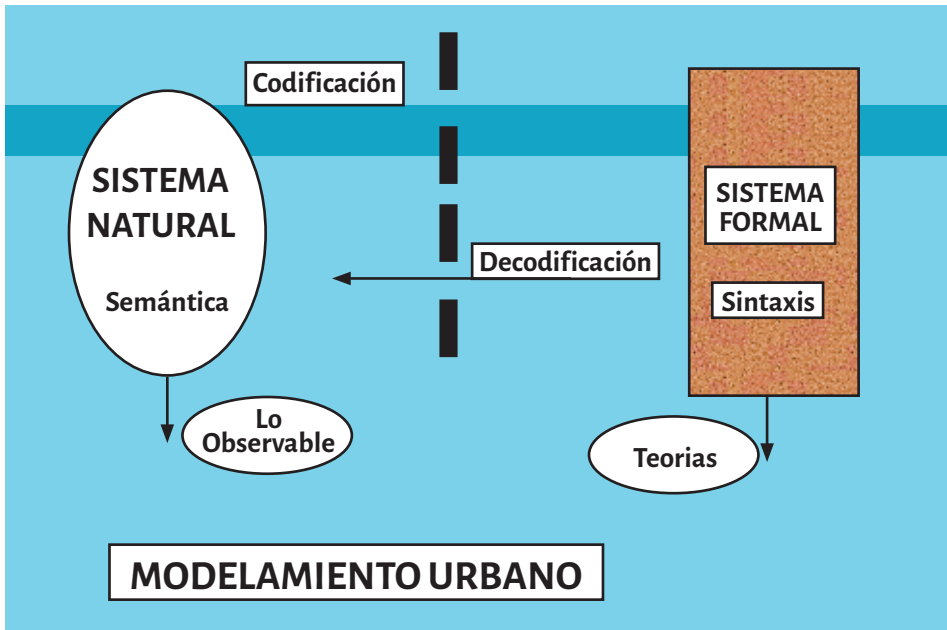 Codificación
SISTEMA
NATURAL
Semántica
SISTEMA
FORMAL
Sintaxis
Decodificación
Lo
Observable
Teorias
MODELAMIENTO URBANO